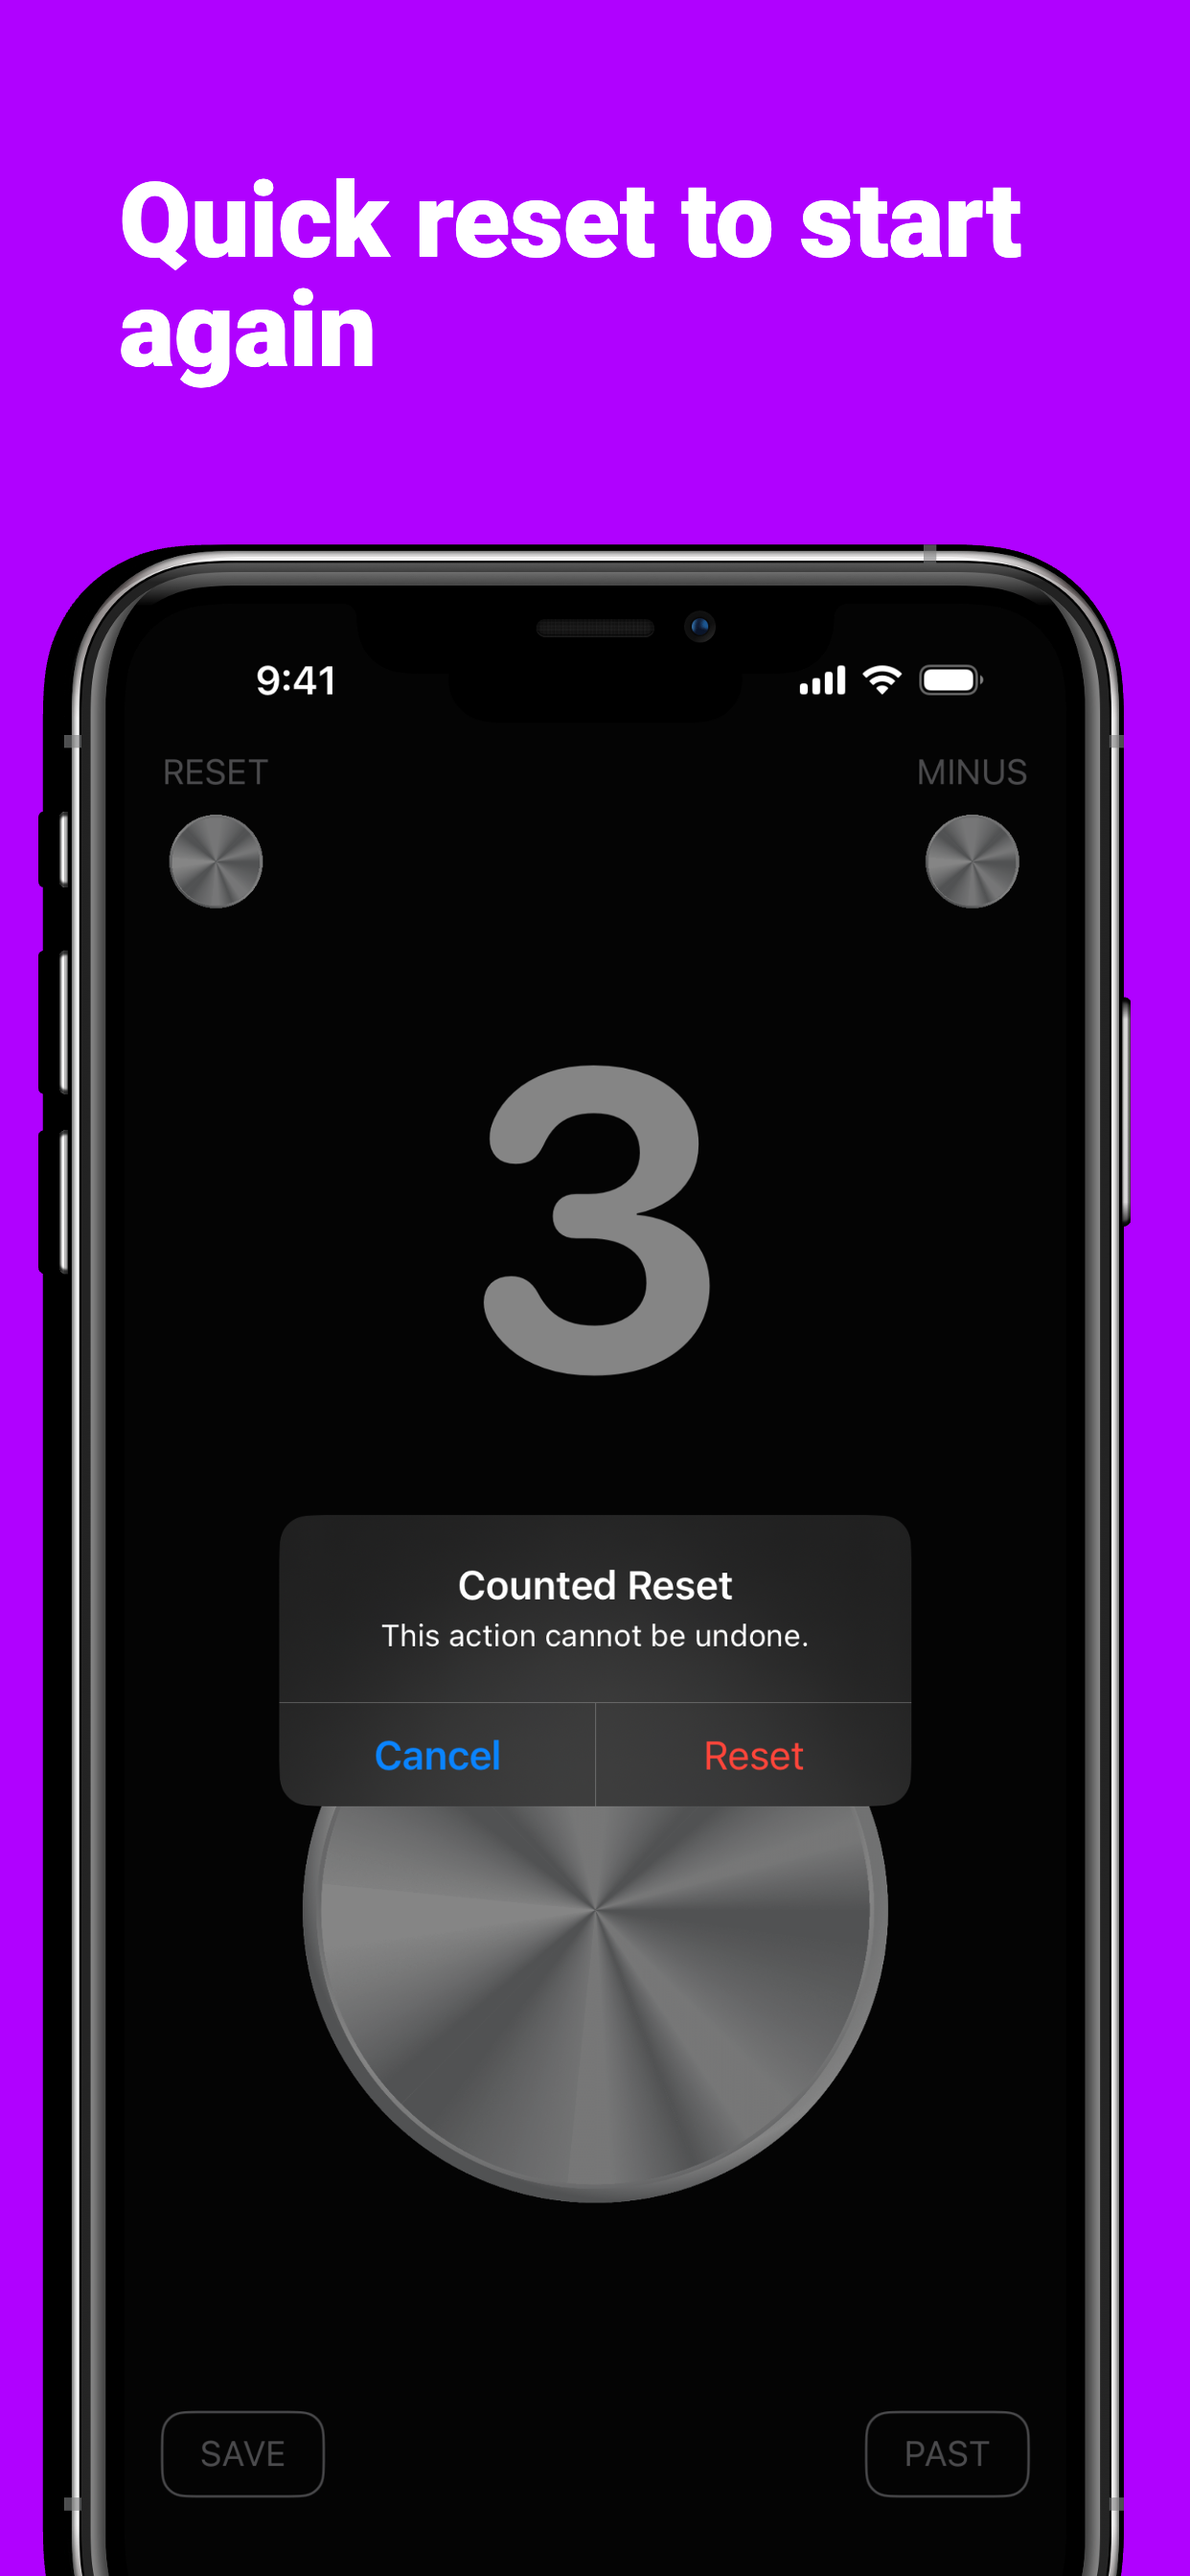 Quick reset to start
again
9:41
RESET
MINUS
3
Counted Reset
This action cannot be undone.
Cancel
Reset
SAVE
PAST